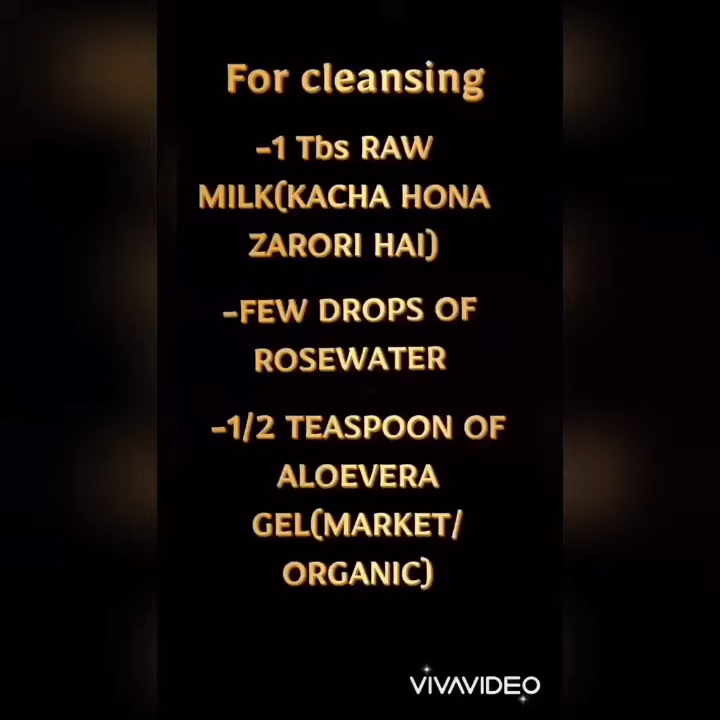 For cleansing
-1 Tbs RAW
MILK(KACHA HONA
ZARORI HAI)
-FEW DROPS OF
ROSEWATER
-1/2 TEASPOON OF
ALOEVERA
GEL(MARKET/
ORGANIC)
VIVAVIDEO